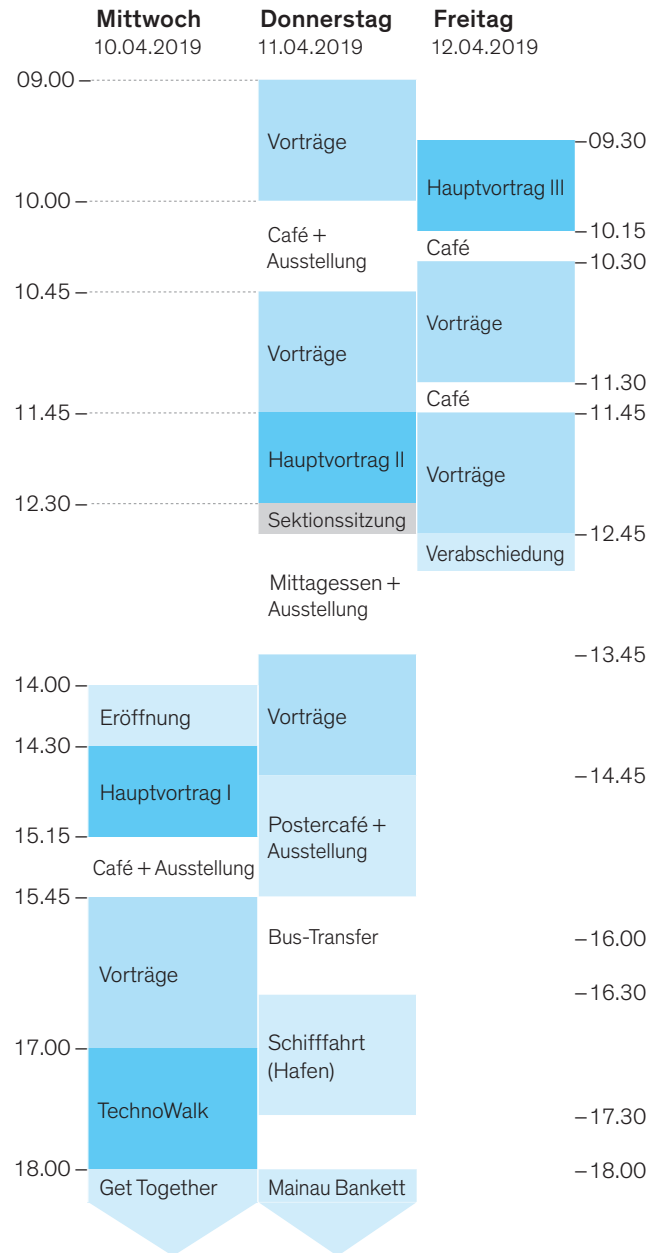 Mittwoch
10.04.2019
Donnerstag
11.04.2019
Freitag
12.04.2019
09.00 –
Vorträge
–09.30
Hauptvortrag III
10.00 –
–10.15
Café +
Ausstellung
Café
–10.30
10.45 –
Vorträge
Vorträge
–11.30
Café
11.45 –
–11.45
Hauptvortrag II
Vorträge
12.30 –
Sektionssitzung
–12.45
Verabschiedung
Mittagessen +
Ausstellung
–13.45
14.00 –
Eröffnung
Vorträge
14.30 –
–14.45
Hauptvortrag I
15.15 –
Postercafé +
Ausstellung
Café + Ausstellung
15.45 –
Bus-Transfer
–16.00
Vorträge
–16.30
17.00 –
Schifffahrt
(Hafen)
TechnoWalk
–17.30
18.00 –
–18.00
Get Together
Mainau Bankett